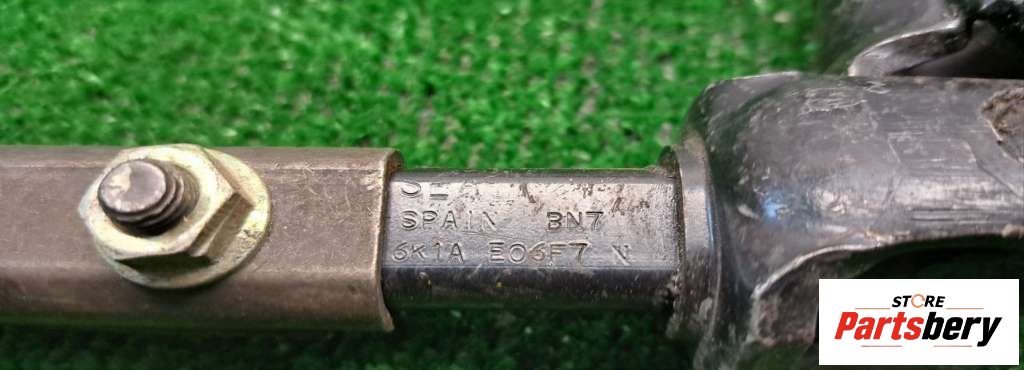 SPAIN BN7
6K1A E06F7 N
STORE
Partsbery